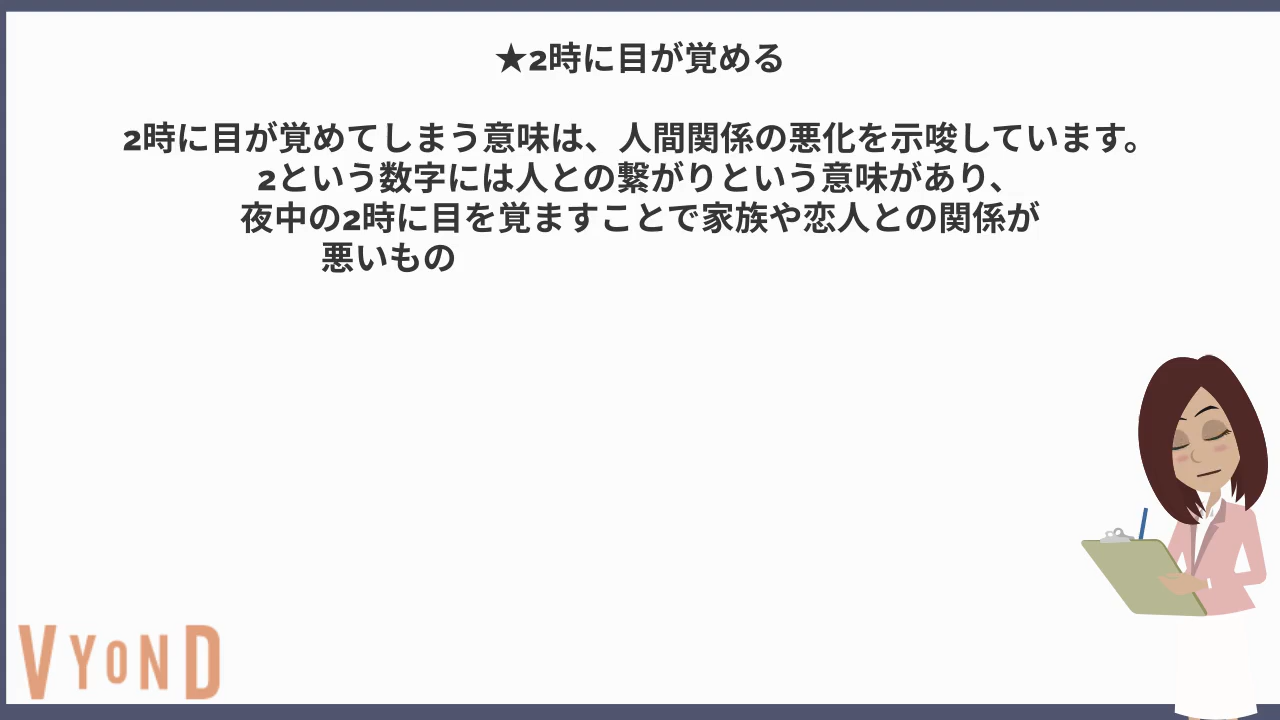 ★2時に目が覚める
2時に目が覚めてしまう意味は、人間関係の悪化を示唆しています。
2という数字には人との繋がりという意味があり、
夜中の2時に目を覚ますことで家族や恋人との関係が
悪いもの
VYOND